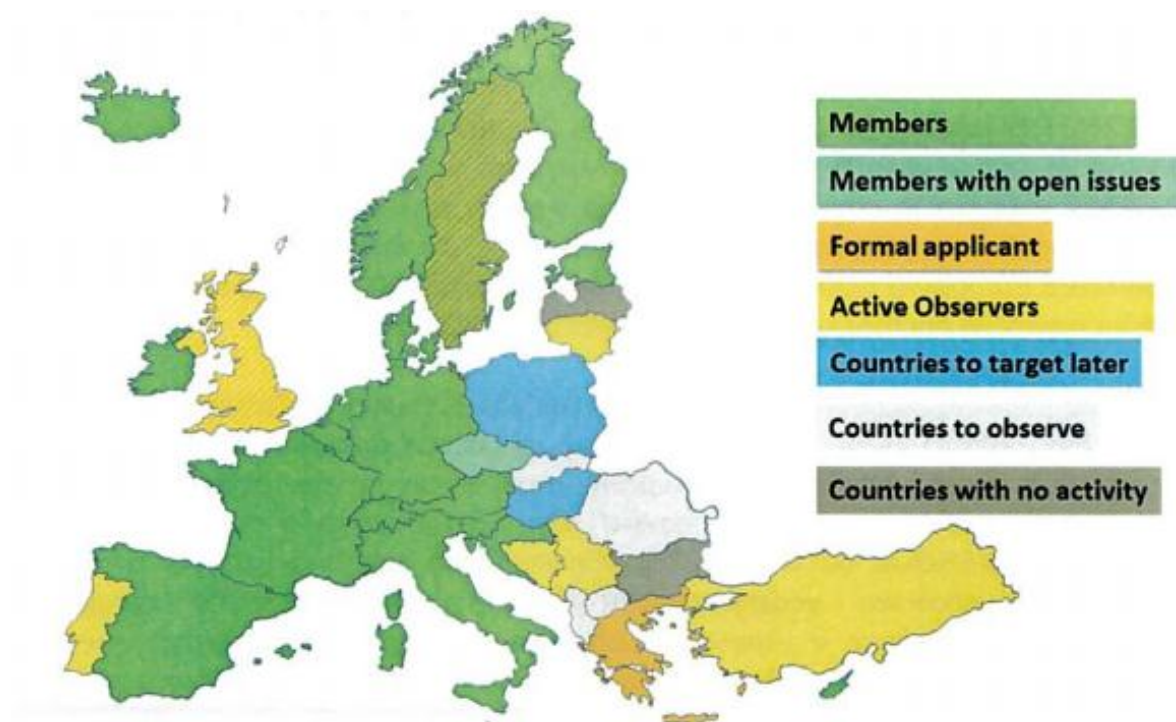 Members
Members with open issues
Formal applicant
Active Observers
Countries to target later
Countries to observe
Countries with no activity